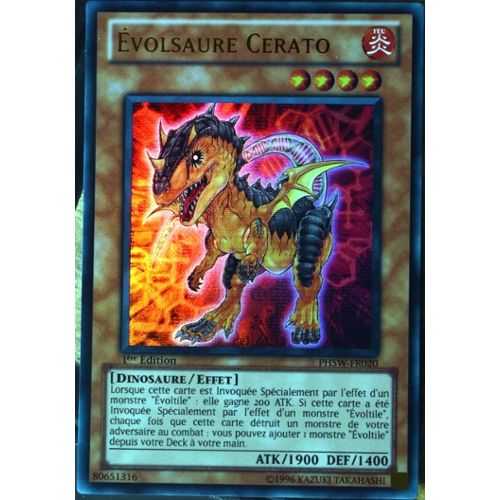 ÉVOLSAURE CERATO
FEU
炎
1ère Edition
PHSW-FR020
[DINOSAURE/EFFET]
Lorsque cette carte est Invoquée Spécialement par l'effet d'un
monstre "Évoltile" : elle gagne 200 ATK. Si cette carte a été
Invoquée Spécialement par l'effet d'un monstre "Évoltile",
chaque fois que cette carte détruit un monstre de votre
adversaire au combat : vous pouvez ajouter 1 monstre "Évoltile"
depuis votre Deck à votre main.
ATK/1900 DEF/1400
80651316
©1996 KAZUKI TAKAHASHI